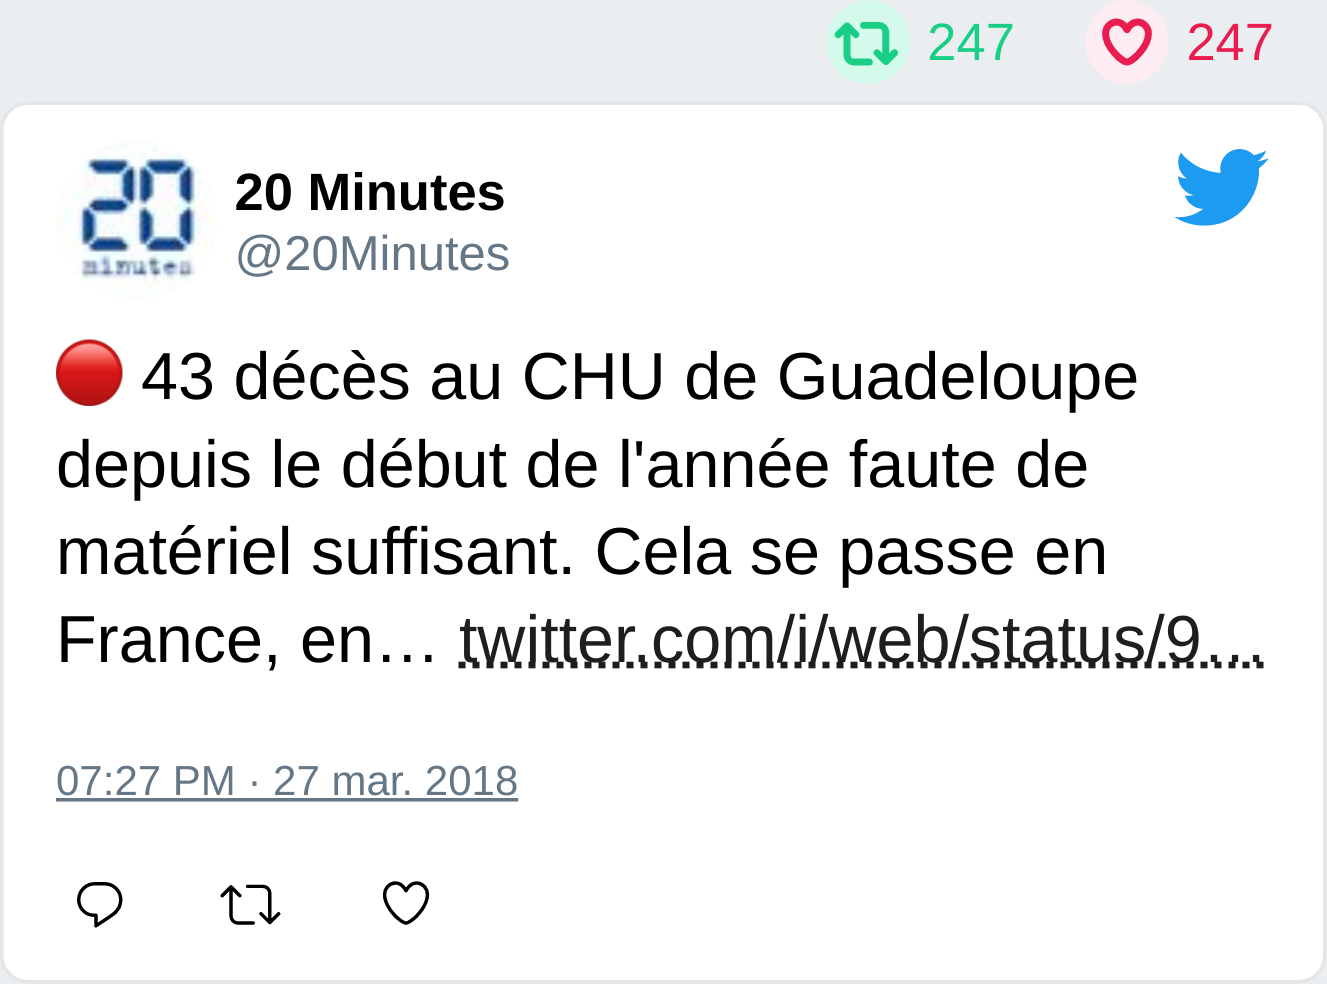 247 247
20 minutes
20 Minutes
@20Minutes
🔴 43 décès au CHU de Guadeloupe
depuis le début de l'année faute de
matériel suffisant. Cela se passe en
France, en… twitter.com/i/web/status/9…
07:27 PM · 27 mar. 2018